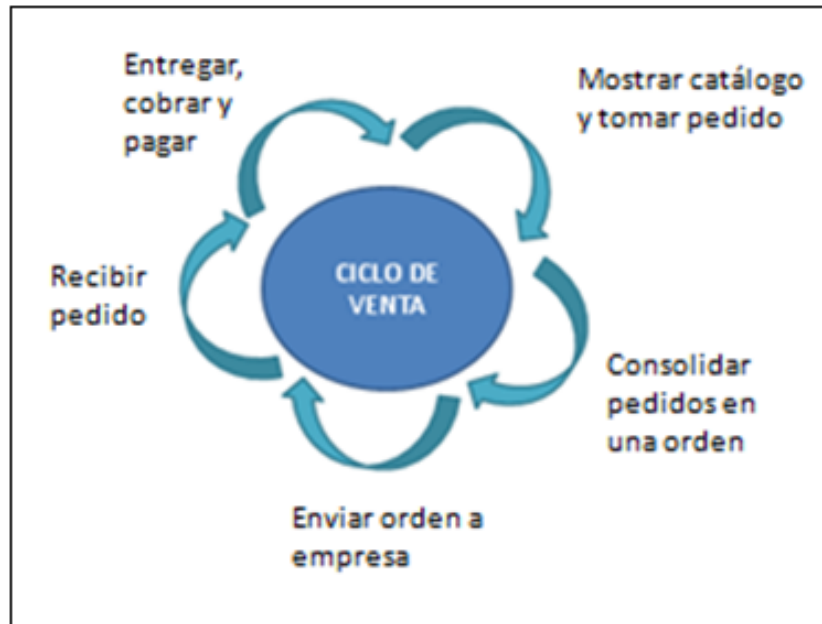 Entregar,
cobrar y
pagar
Mostrar catálogo
y tomar pedido
CICLO DE
VENTA
Recibir
pedido
Consolidar
pedidos en
una orden
Enviar orden a
empresa